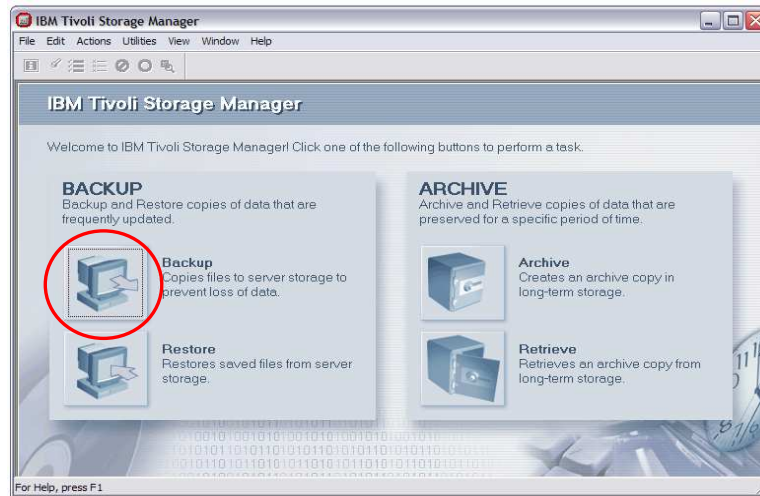 IBM Tivoli Storage Manager
File Edit Actions Utilities View Window Help
IBM Tivoli Storage Manager
Welcome to IBM Tivoli Storage Manager! Click one of the following buttons to perform a task.
BACKUP
Backup and Restore copies of data that are
frequently updated.
Backup
Copies files to server storage to
prevent loss of data.
Restore
Restores saved files from server
storage.
ARCHIVE
Archive and Retrieve copies of data that are
preserved for a specific period of time.
Archive
Creates an archive copy in
long-term storage.
Retrieve
Retrieves an archive copy from
long-term storage.
For Help, press F1